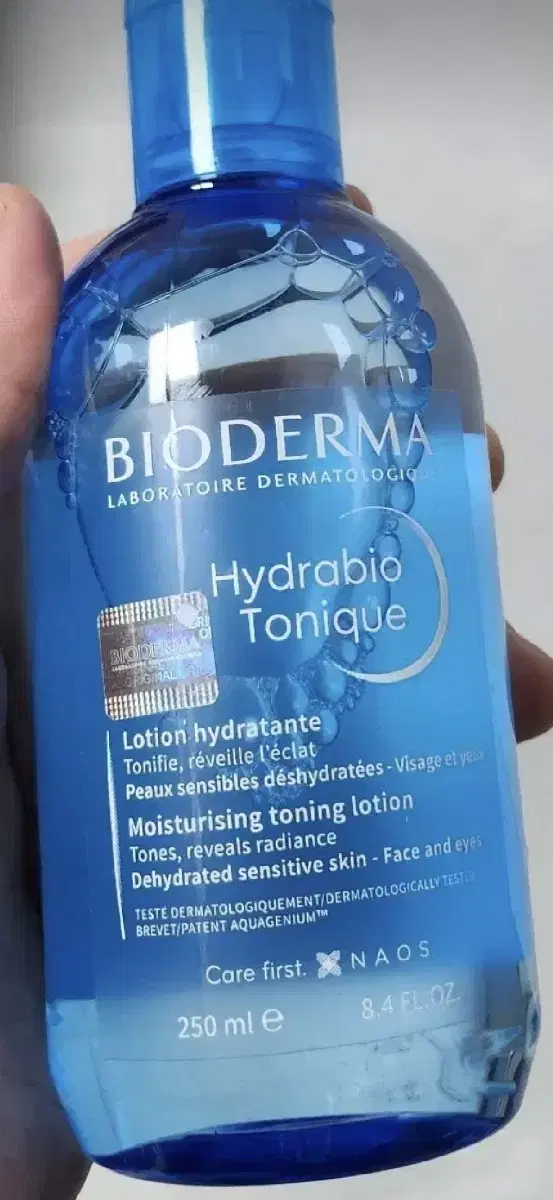 BIODERMA
LABORATOIRE DERMATOLOGIQUE
Hydrabio
Tonique
BIODERMA
ORIGINAL
Lotion hydratante
Tonifie, réveille l'éclat
Peaux sensibles déshydratées - Visage et yeux
Moisturising toning lotion
Tones, reveals radiance
Dehydrated sensitive skin - Face and eyes
TESTÉ DERMATOLOGIQUEMENT/DERMATOLOGICALLY TESTED
BREVET/PATENT AQUAGENIUM™
Care first. NAOS
250 ml e 8.4 FL.OZ.